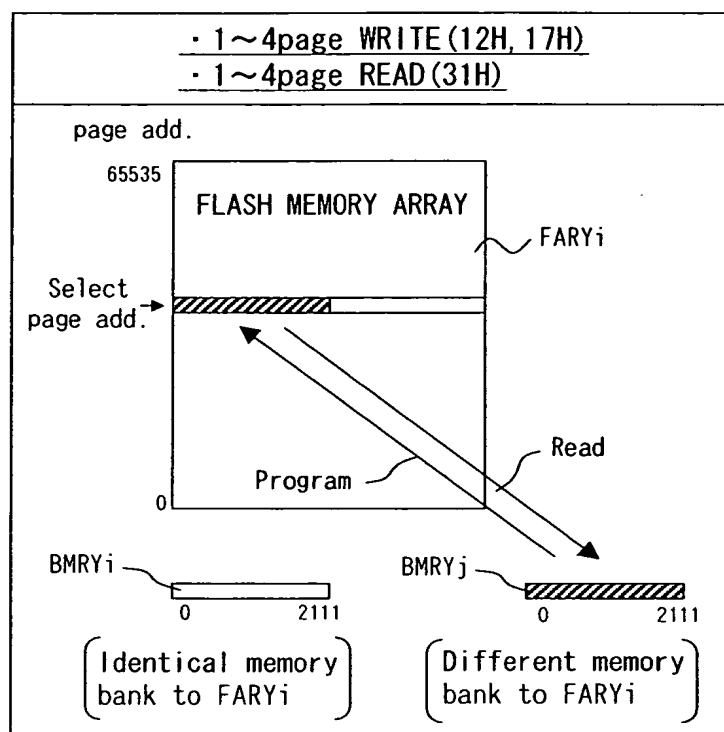 · 1～4page WRITE(12H, 17H)
· 1～4page READ(31H)
page add.
65535
FLASH MEMORY ARRAY
FARYi
Select
page add.
Read
Program
0
BMRYi
BMRYj
0 2111
0 2111
Identical memory
bank to FARYi
Different memory
bank to FARYi